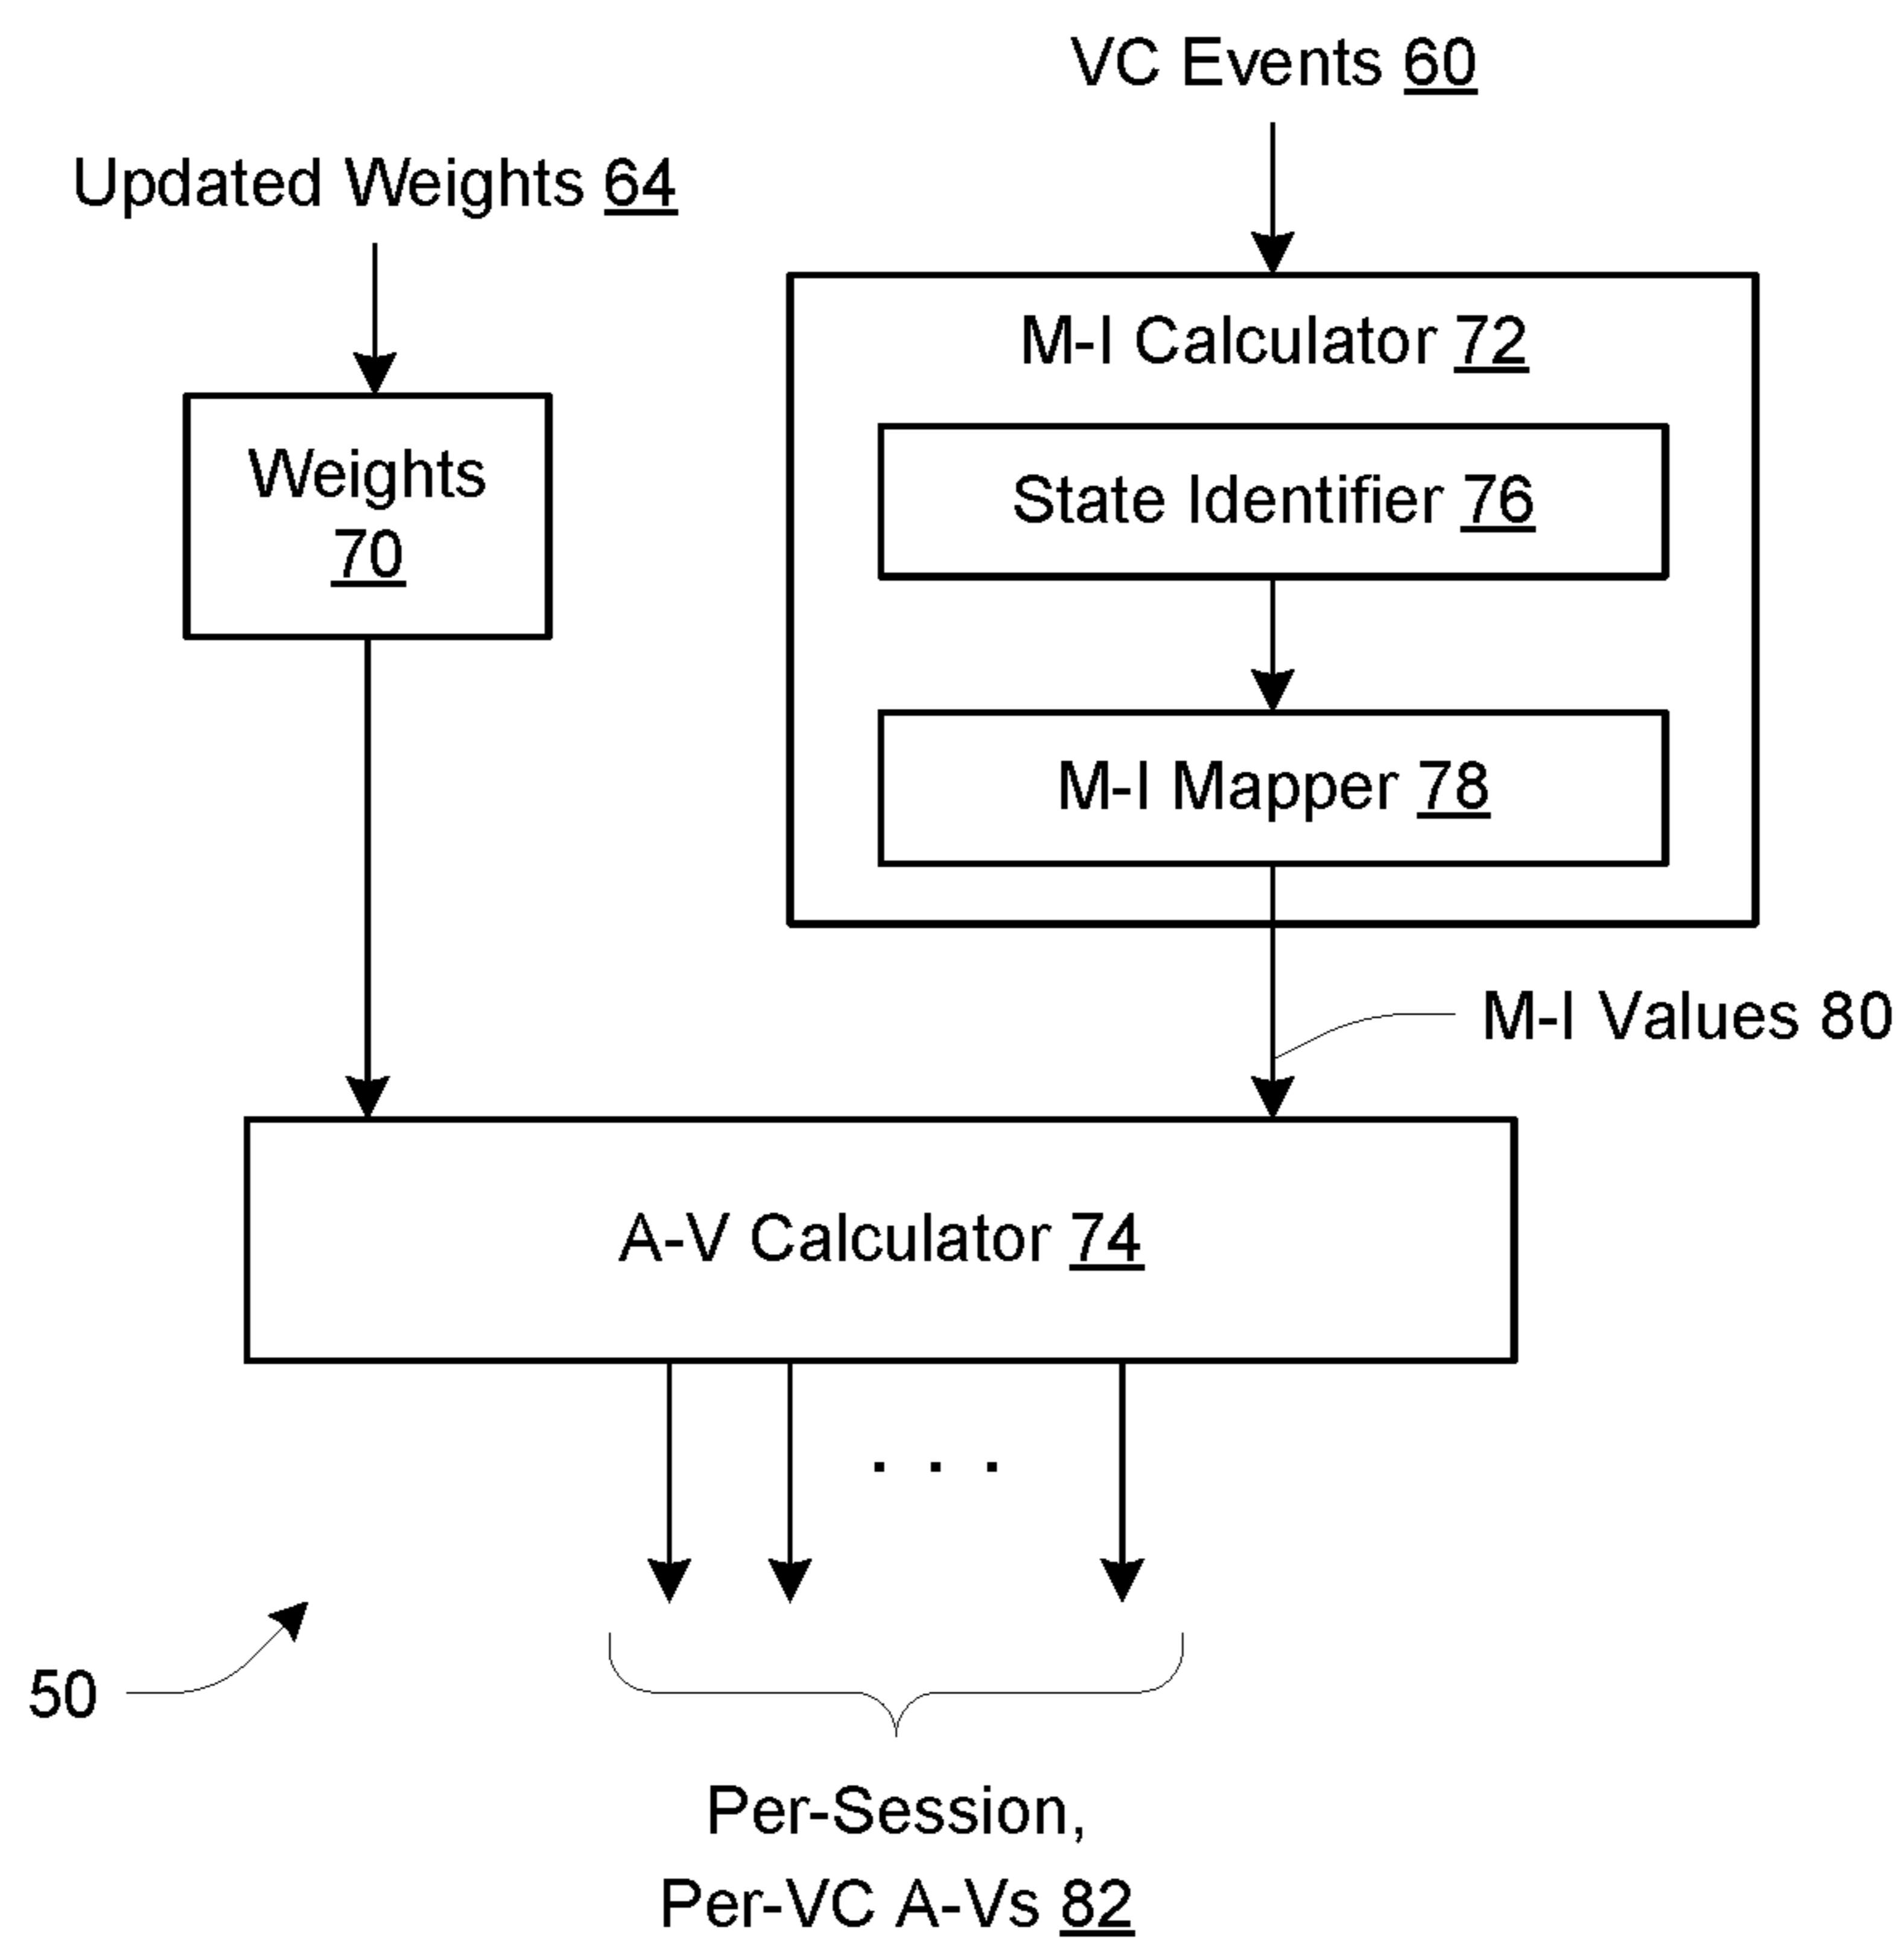 VC Events 60
Updated Weights 64
M-I Calculator 72
Weights
70
State Identifier 76
M-I Mapper 78
M-I Values 80
A-V Calculator 74
. . .
50
Per-Session,
Per-VC A-Vs 82